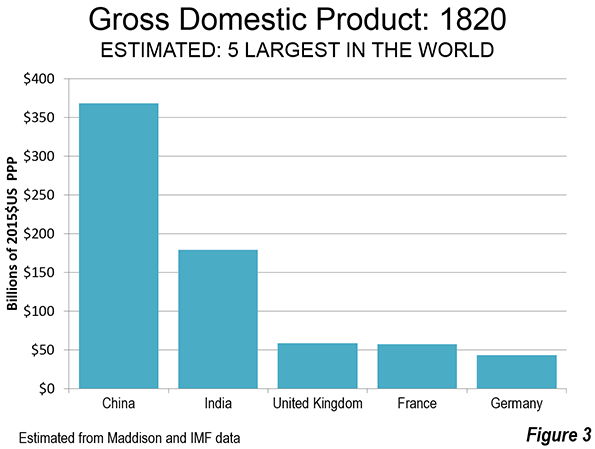 Gross Domestic Product: 1820
ESTIMATED: 5 LARGEST IN THE WORLD
Billions of 2015$US PPP
$400
$350
$300
$250
$200
$150
$100
$50
$0
China India United Kingdom France Germany
Estimated from Maddison and IMF data
Figure 3